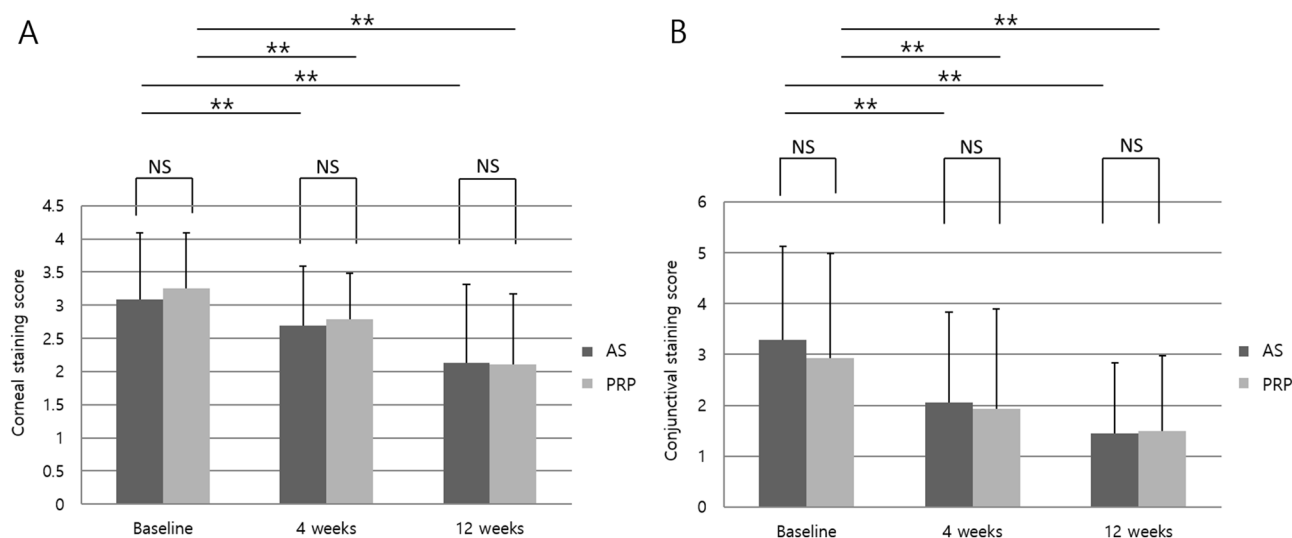 A
**
**
**
**
NS
NS
NS
4.5
4
3.5
3
2.5
2
1.5
1
0.5
0
Corneal staining score
Baseline
4 weeks
12 weeks
AS
PRP
B
**
**
**
**
NS
NS
NS
6
5
4
3
2
1
0
Conjunctival staining score
Baseline
4 weeks
12 weeks
AS
PRP